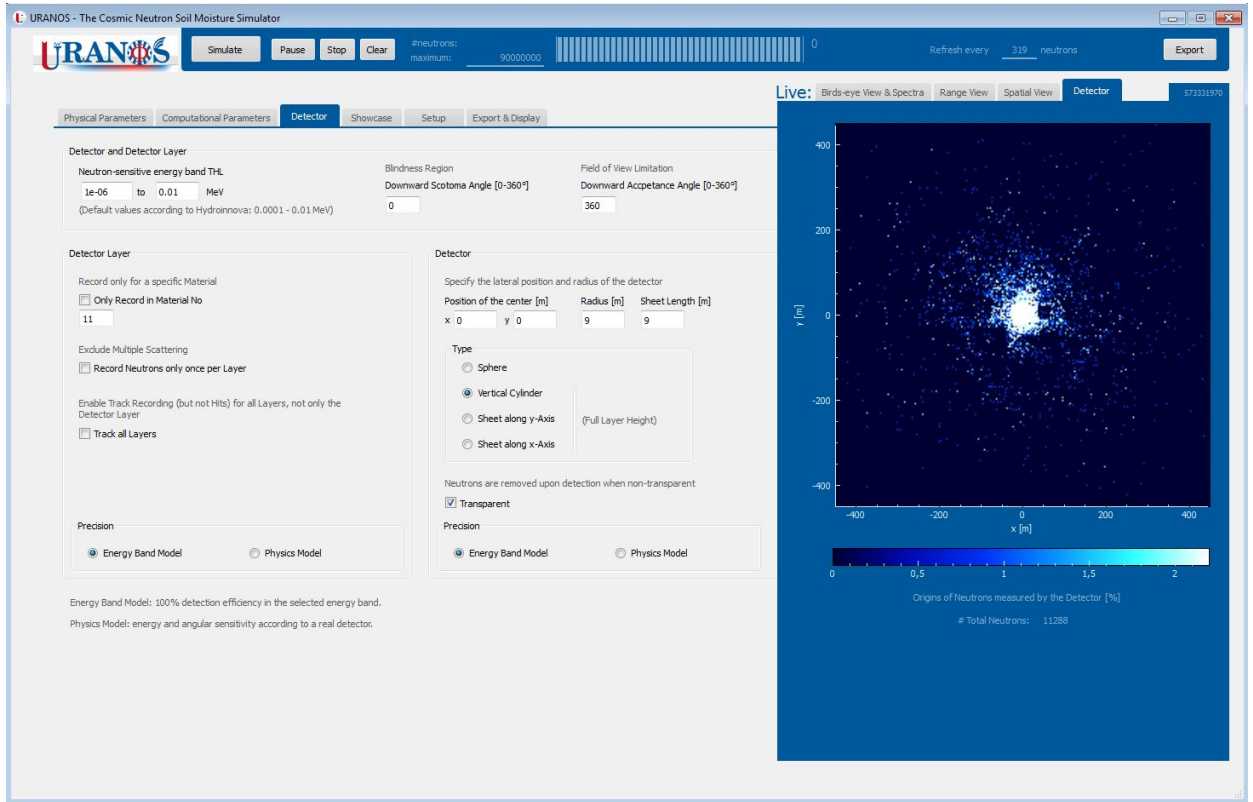 URANOS - The Cosmic Neutron Soil Moisture Simulator
URANOS
Simulate Pause Stop Clear
#neutrons:
maximum: 90000000
0
Refresh every 319 neutrons
Export
Physical Parameters Computational Parameters Detector Showcase Setup Export & Display
Detector and Detector Layer
Neutron-sensitive energy band THL
1e-06 to 0.01 MeV
(Default values according to Hydroinnova: 0.0001 - 0.01 MeV)
Blindness Region
Downward Scotoma Angle [0-360°]
0
Field of View Limitation
Downward Accpetance Angle [0-360°]
360
Detector Layer
Record only for a specific Material
Only Record in Material No
11
Exclude Multiple Scattering
Record Neutrons only once per Layer
Enable Track Recording (but not Hits) for all Layers, not only the
Detector Layer
Track all Layers
Precision
Energy Band Model Physics Model
Detector
Specify the lateral position and radius of the detector
Position of the center [m] Radius [m] Sheet Length [m]
x 0 y 0 9 9
Type
Sphere
Vertical Cylinder
Sheet along y-Axis
(Full Layer Height)
Sheet along x-Axis
Neutrons are removed upon detection when non-transparent
Transparent
Precision
Energy Band Model Physics Model
Energy Band Model: 100% detection efficiency in the selected energy band.
Physics Model: energy and angular sensitivity according to a real detector.
Live: Birds-eye View & Spectra Range View Spatial View Detector 573331970
400
200
0
-200
-400
y [m]
-400 -200 0 200 400
x [m]
0 0,5 1 1,5 2
Origins of Neutrons measured by the Detector [%]
# Total Neutrons: 11288